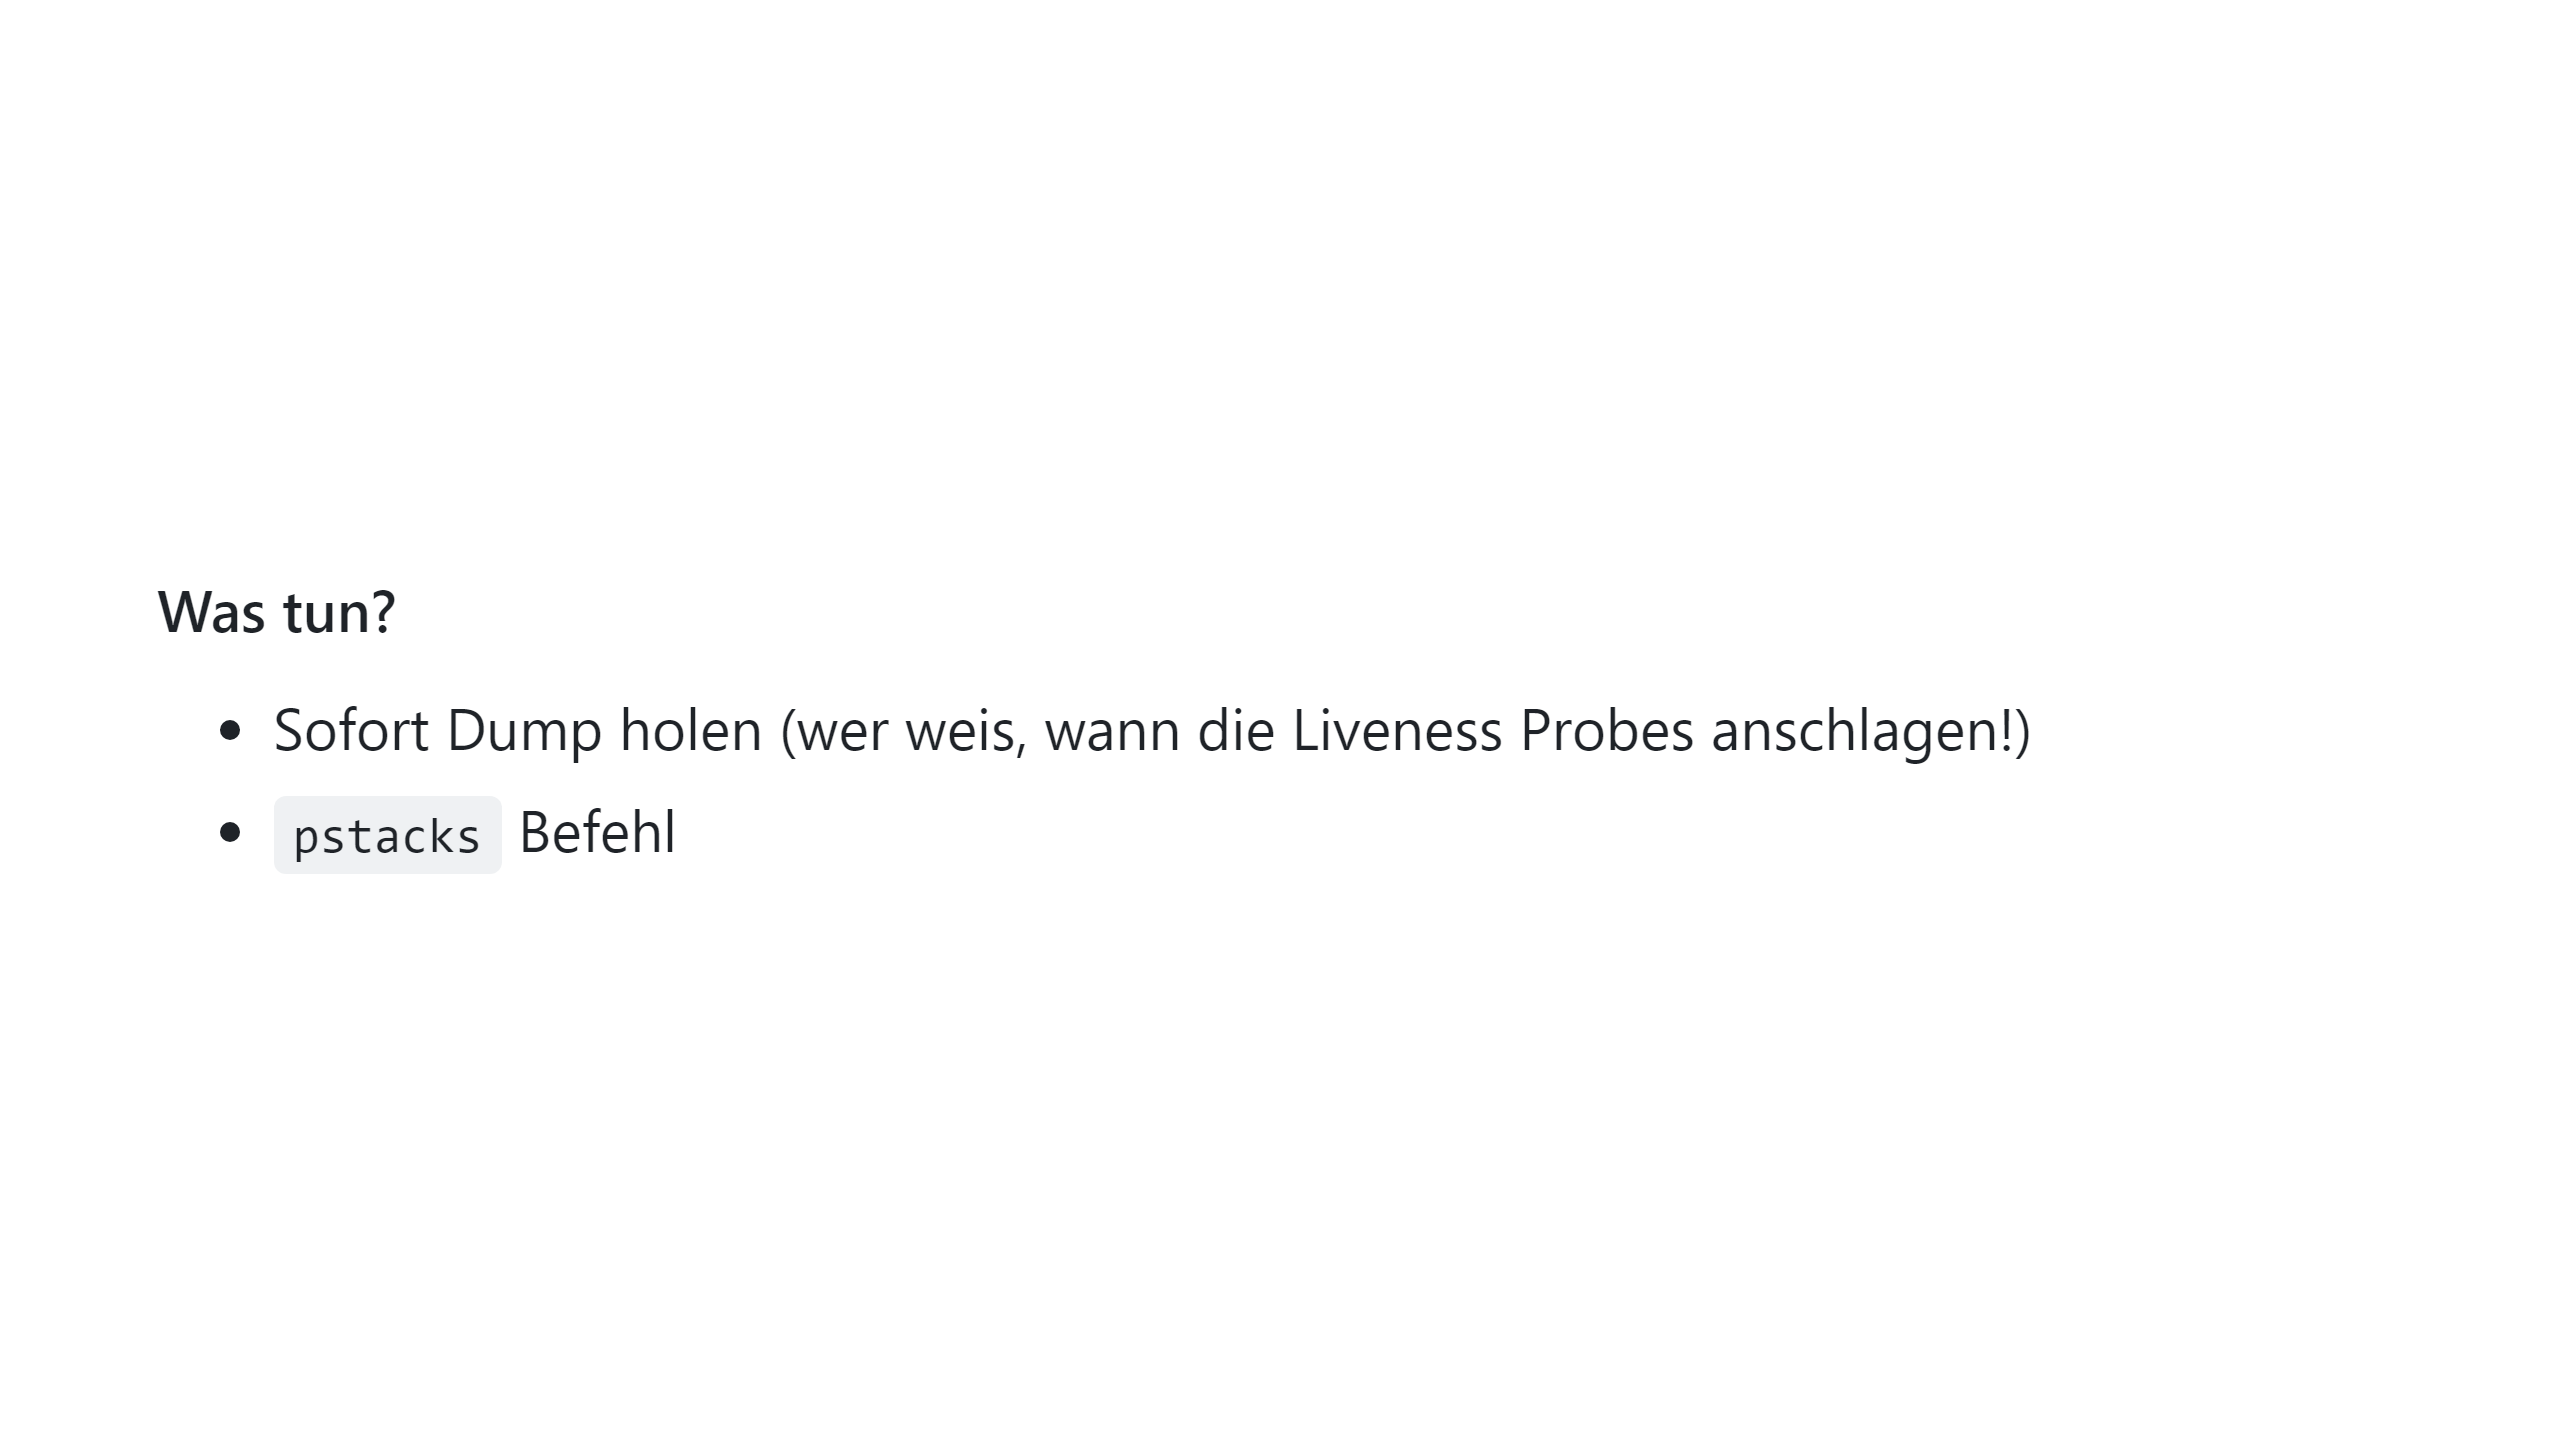 Was tun?
Sofort Dump holen (wer weis, wann die Liveness Probes anschlagen!)
pstacks Befehl